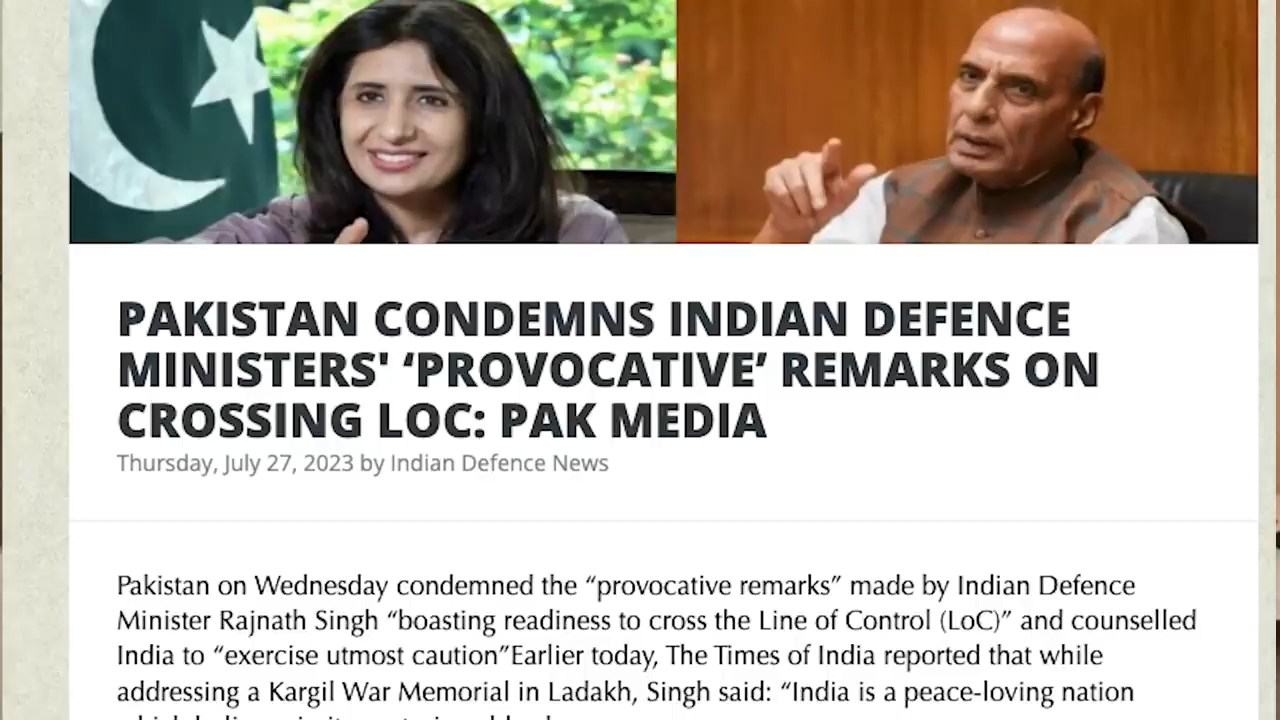 PAKISTAN CONDEMNS INDIAN DEFENCE
MINISTERS' ‘PROVOCATIVE’ REMARKS ON
CROSSING LOC: PAK MEDIA
Thursday, July 27, 2023 by Indian Defence News
Pakistan on Wednesday condemned the “provocative remarks” made by Indian Defence
Minister Rajnath Singh “boasting readiness to cross the Line of Control (LoC)” and counselled
India to “exercise utmost caution”Earlier today, The Times of India reported that while
addressing a Kargil War Memorial in Ladakh, Singh said: “India is a peace-loving nation